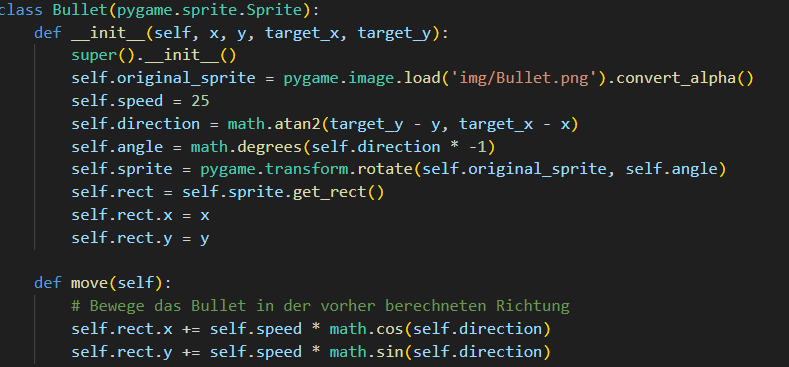 class Bullet(pygame.sprite.Sprite):
    def __init__(self, x, y, target_x, target_y):
        super().__init__()
        self.original_sprite = pygame.image.load('img/Bullet.png').convert_alpha()
        self.speed = 25
        self.direction = math.atan2(target_y - y, target_x - x)
        self.angle = math.degrees(self.direction * -1)
        self.sprite = pygame.transform.rotate(self.original_sprite, self.angle)
        self.rect = self.sprite.get_rect()
        self.rect.x = x
        self.rect.y = y

    def move(self):
        # Bewege das Bullet in der vorher berechneten Richtung
        self.rect.x += self.speed * math.cos(self.direction)
        self.rect.y += self.speed * math.sin(self.direction)